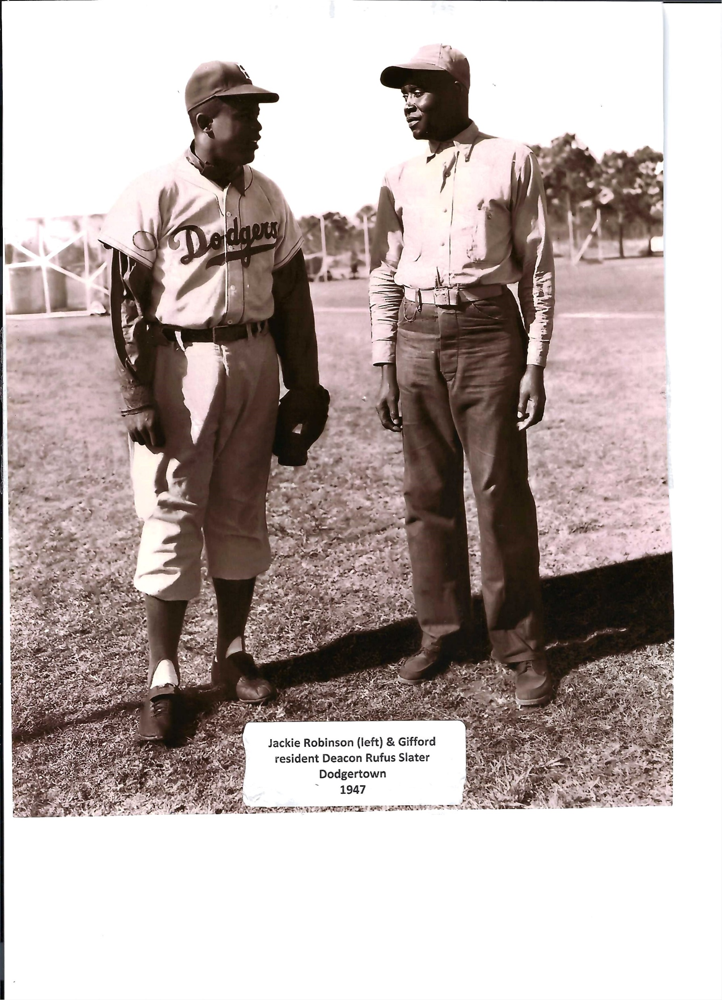 B
Dodgers
Jackie Robinson (left) & Gifford
resident Deacon Rufus Slater
Dodgertown
1947